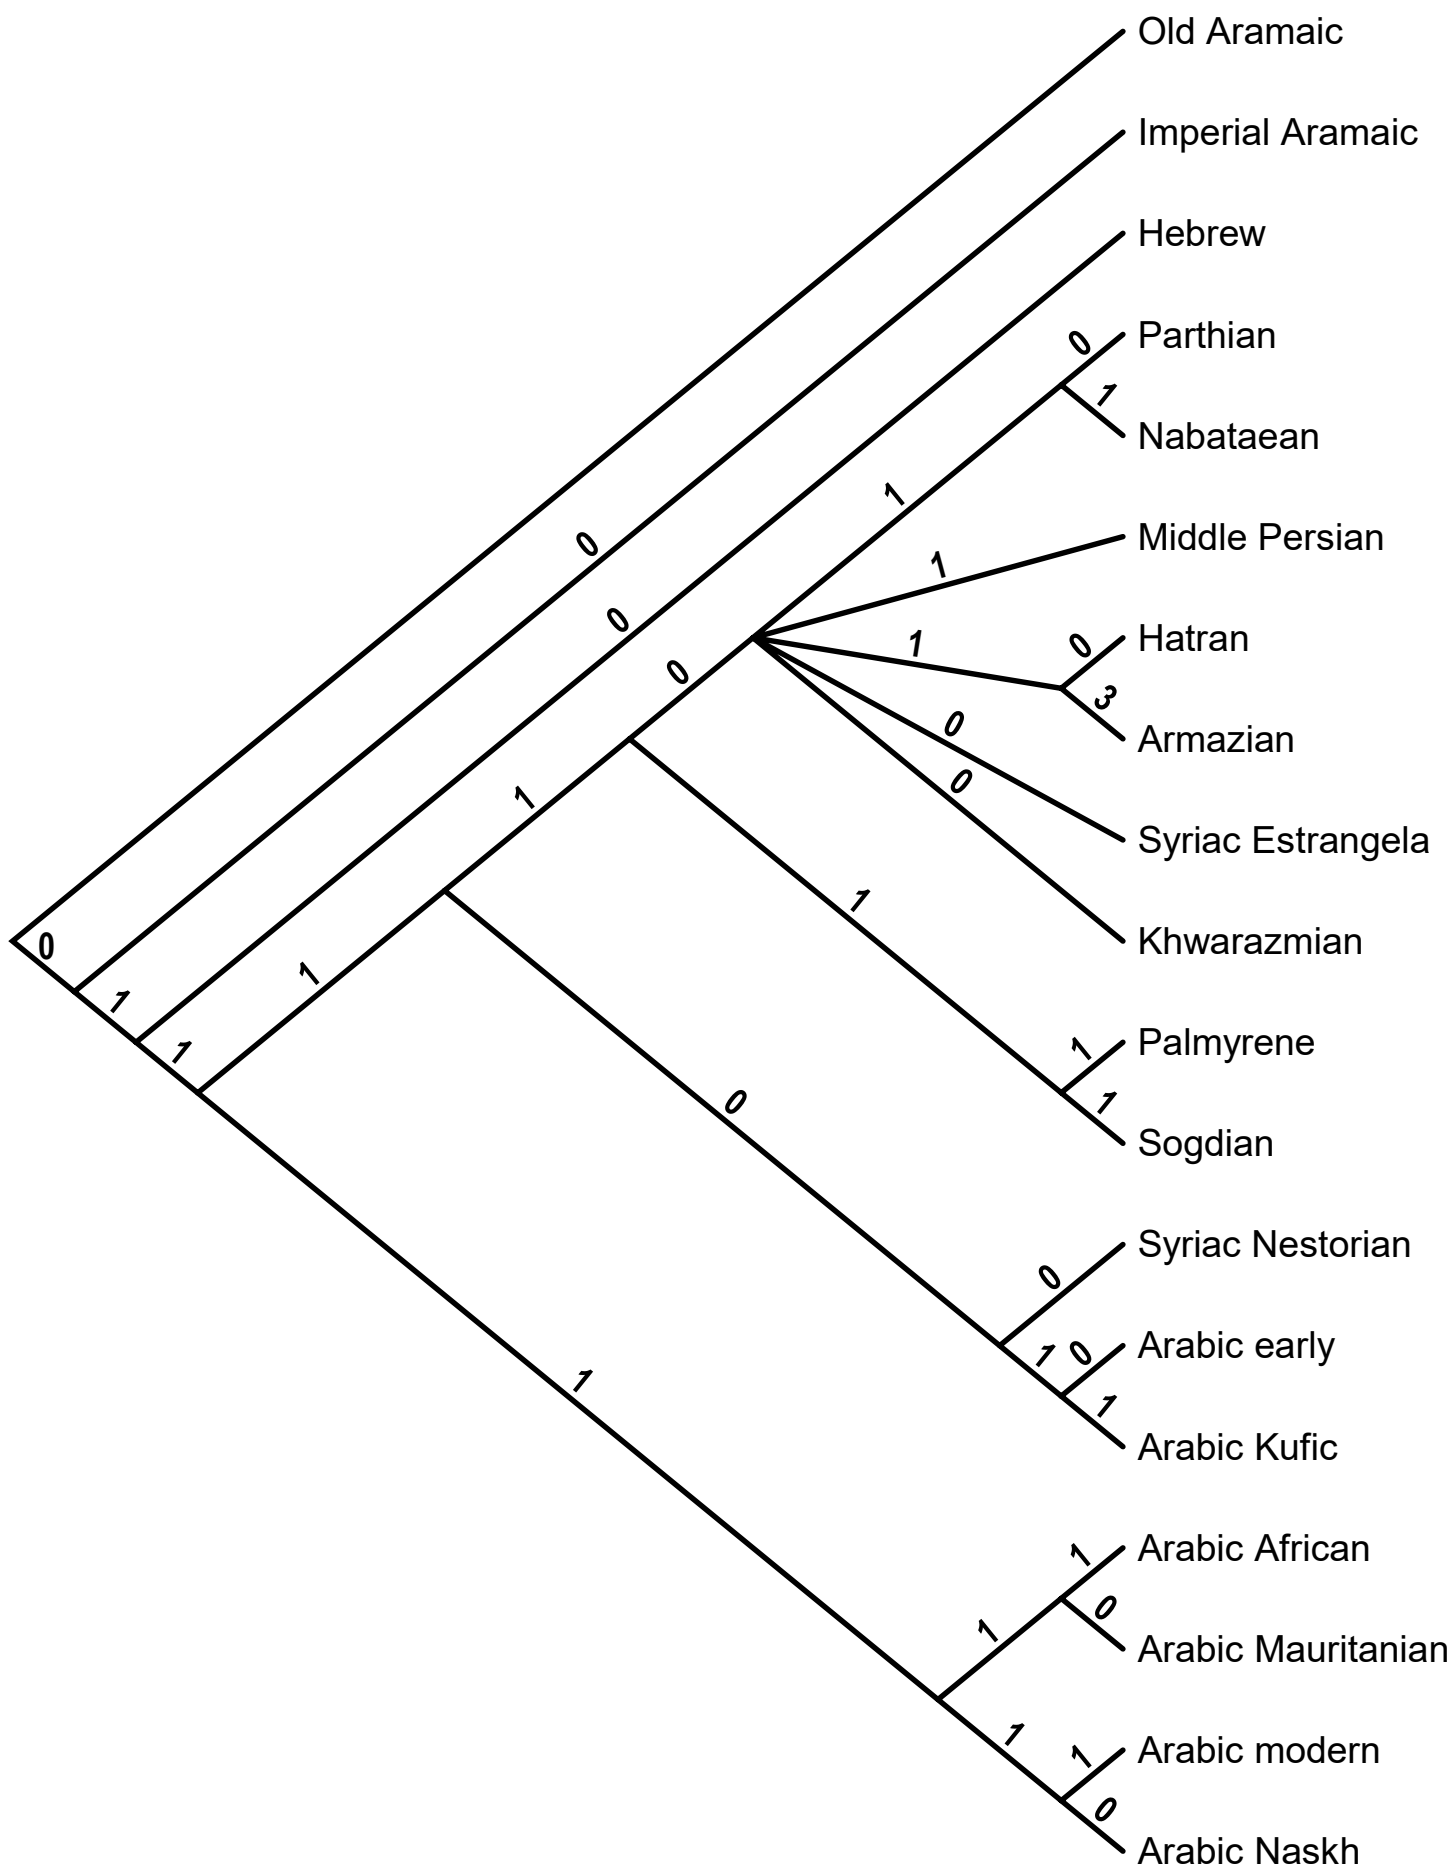 Old Aramaic
Imperial Aramaic
Hebrew
0 Parthian
1 Nabataean
1
1 Middle Persian
0
0 Hatran
1
0
3 Armazian
0
0 Syriac Estrangela
0
1
1
0 Khwarazmian
1
1
1 Palmyrene
1
1 Sogdian
0
0 Syriac Nestorian
1 0 Arabic early
1 Arabic Kufic
1
1 Arabic African
0 Arabic Mauritanian
1
1 Arabic modern
1
0 Arabic Naskh